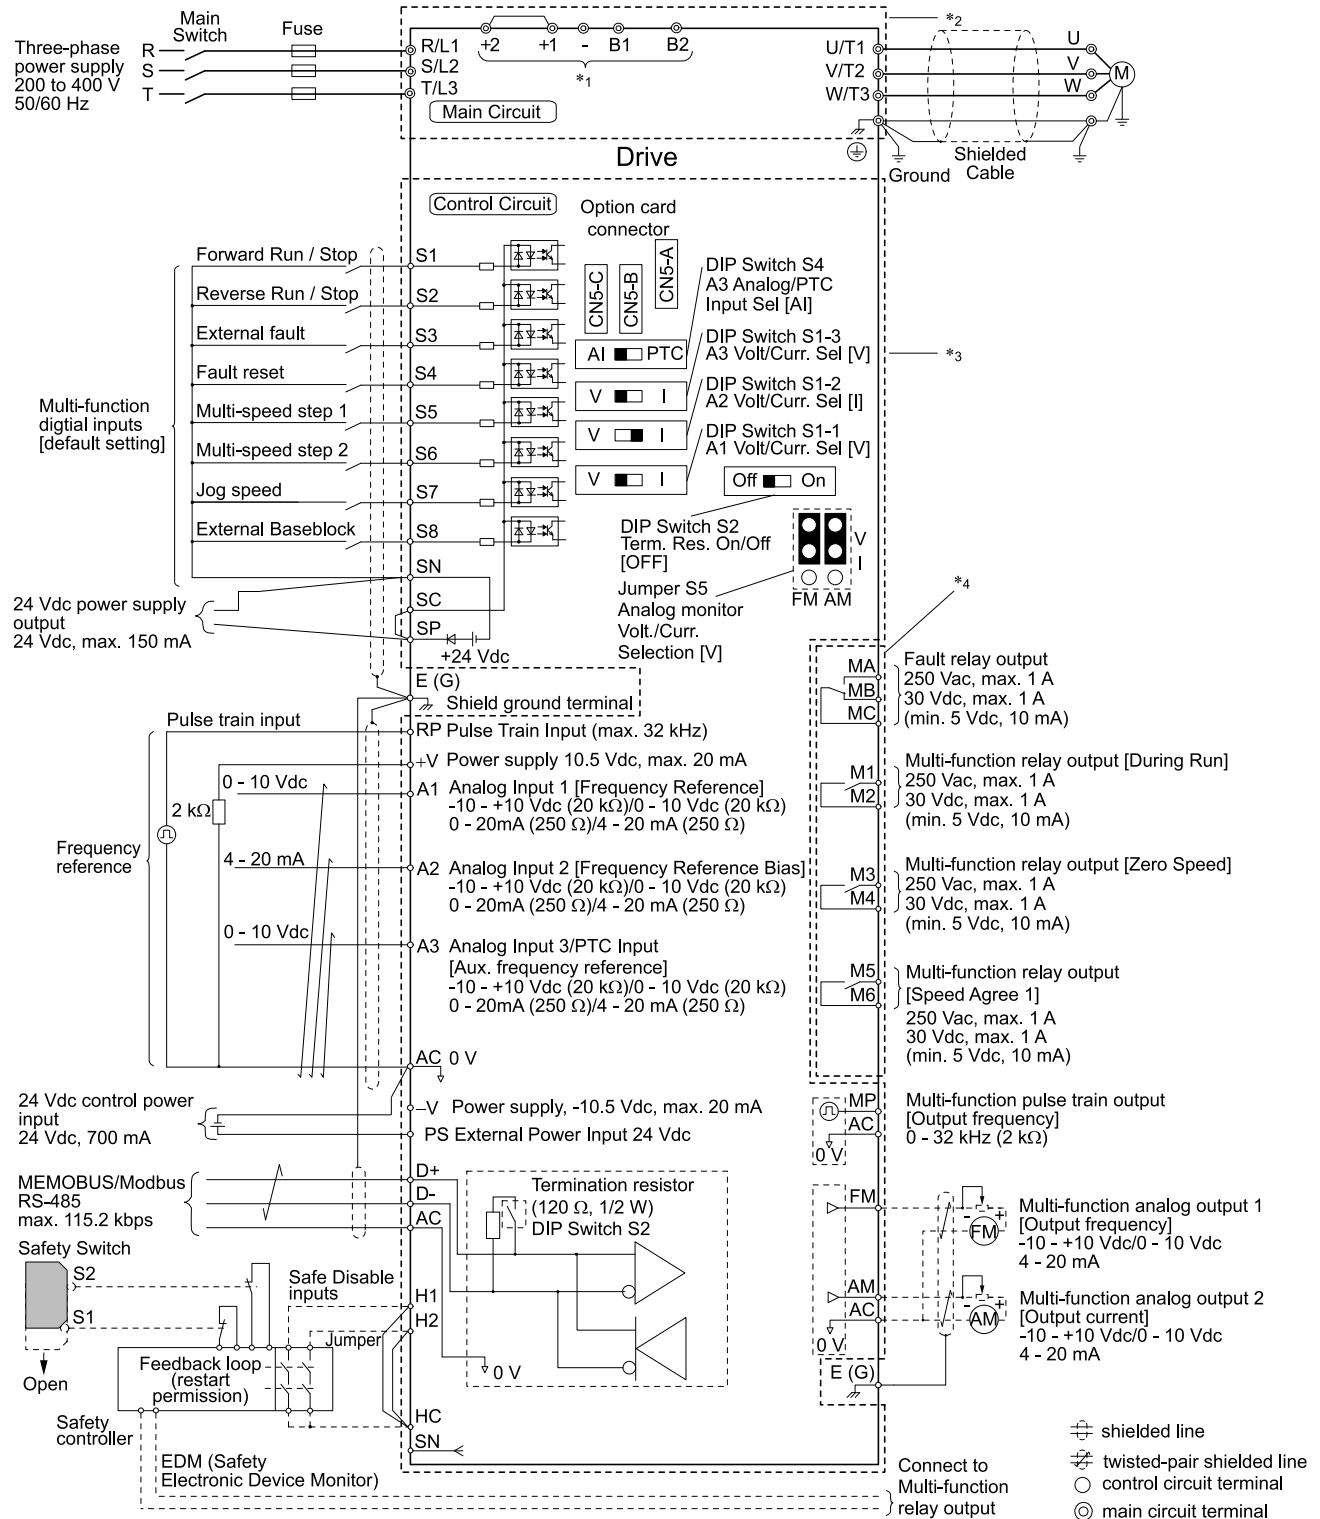 Main
Switch
Fuse
Three-phase
power supply
200 to 400 V
50/60 Hz
R
S
T
R/L1
S/L2
T/L3
+2
+1
-
B1
B2
*1
Main Circuit
*2
U/T1
V/T2
W/T3
U
V
W
M
Drive
Ground
Shielded
Cable
Control Circuit
Option card
connector
CN5-C
CN5-B
CN5-A
Multi-function
digtial inputs
[default setting]
Forward Run / Stop
S1
Reverse Run / Stop
S2
External fault
S3
Fault reset
S4
Multi-speed step 1
S5
Multi-speed step 2
S6
Jog speed
S7
External Baseblock
S8
SN
SC
SP
+24 Vdc
24 Vdc power supply
output
24 Vdc, max. 150 mA
DIP Switch S4
A3 Analog/PTC
Input Sel [AI]
AI
PTC
DIP Switch S1-3
A3 Volt/Curr. Sel [V]
V
I
DIP Switch S1-2
A2 Volt/Curr. Sel [I]
V
I
DIP Switch S1-1
A1 Volt/Curr. Sel [V]
V
I
*3
Off
On
DIP Switch S2
Term. Res. On/Off
[OFF]
V
I
FM AM
Jumper S5
Analog monitor
Volt./Curr.
Selection [V]
*4
E (G)
Shield ground terminal
Pulse train input
RP Pulse Train Input (max. 32 kHz)
+V Power supply 10.5 Vdc, max. 20 mA
0 - 10 Vdc
2 kΩ
A1 Analog Input 1 [Frequency Reference]
-10 - +10 Vdc (20 kΩ)/0 - 10 Vdc (20 kΩ)
0 - 20mA (250 Ω)/4 - 20 mA (250 Ω)
Frequency
reference
4 - 20 mA
A2 Analog Input 2 [Frequency Reference Bias]
-10 - +10 Vdc (20 kΩ)/0 - 10 Vdc (20 kΩ)
0 - 20mA (250 Ω)/4 - 20 mA (250 Ω)
0 - 10 Vdc
A3 Analog Input 3/PTC Input
[Aux. frequency reference]
-10 - +10 Vdc (20 kΩ)/0 - 10 Vdc (20 kΩ)
0 - 20mA (250 Ω)/4 - 20 mA (250 Ω)
AC 0 V
24 Vdc control power
input
24 Vdc, 700 mA
–V Power supply, -10.5 Vdc, max. 20 mA
PS External Power Input 24 Vdc
MA
MB
MC
Fault relay output
250 Vac, max. 1 A
30 Vdc, max. 1 A
(min. 5 Vdc, 10 mA)
M1
M2
Multi-function relay output [During Run]
250 Vac, max. 1 A
30 Vdc, max. 1 A
(min. 5 Vdc, 10 mA)
M3
M4
Multi-function relay output [Zero Speed]
250 Vac, max. 1 A
30 Vdc, max. 1 A
(min. 5 Vdc, 10 mA)
M5
M6
Multi-function relay output
[Speed Agree 1]
250 Vac, max. 1 A
30 Vdc, max. 1 A
(min. 5 Vdc, 10 mA)
MP
AC
0 V
Multi-function pulse train output
[Output frequency]
0 - 32 kHz (2 kΩ)
MEMOBUS/Modbus
RS-485
max. 115.2 kbps
D+
D-
AC
Termination resistor
(120 Ω, 1/2 W)
DIP Switch S2
0 V
FM
- +
FM
Multi-function analog output 1
[Output frequency]
-10 - +10 Vdc/0 - 10 Vdc
4 - 20 mA
AM
AC
0 V
- +
AM
Multi-function analog output 2
[Output current]
-10 - +10 Vdc/0 - 10 Vdc
4 - 20 mA
E (G)
Safety Switch
S2
S1
Open
Safe Disable
inputs
Jumper
H1
H2
Feedback loop
(restart
permission)
Safety
controller
HC
SN
EDM (Safety
Electronic Device Monitor)
Connect to
Multi-function
relay output
shielded line
twisted-pair shielded line
control circuit terminal
main circuit terminal